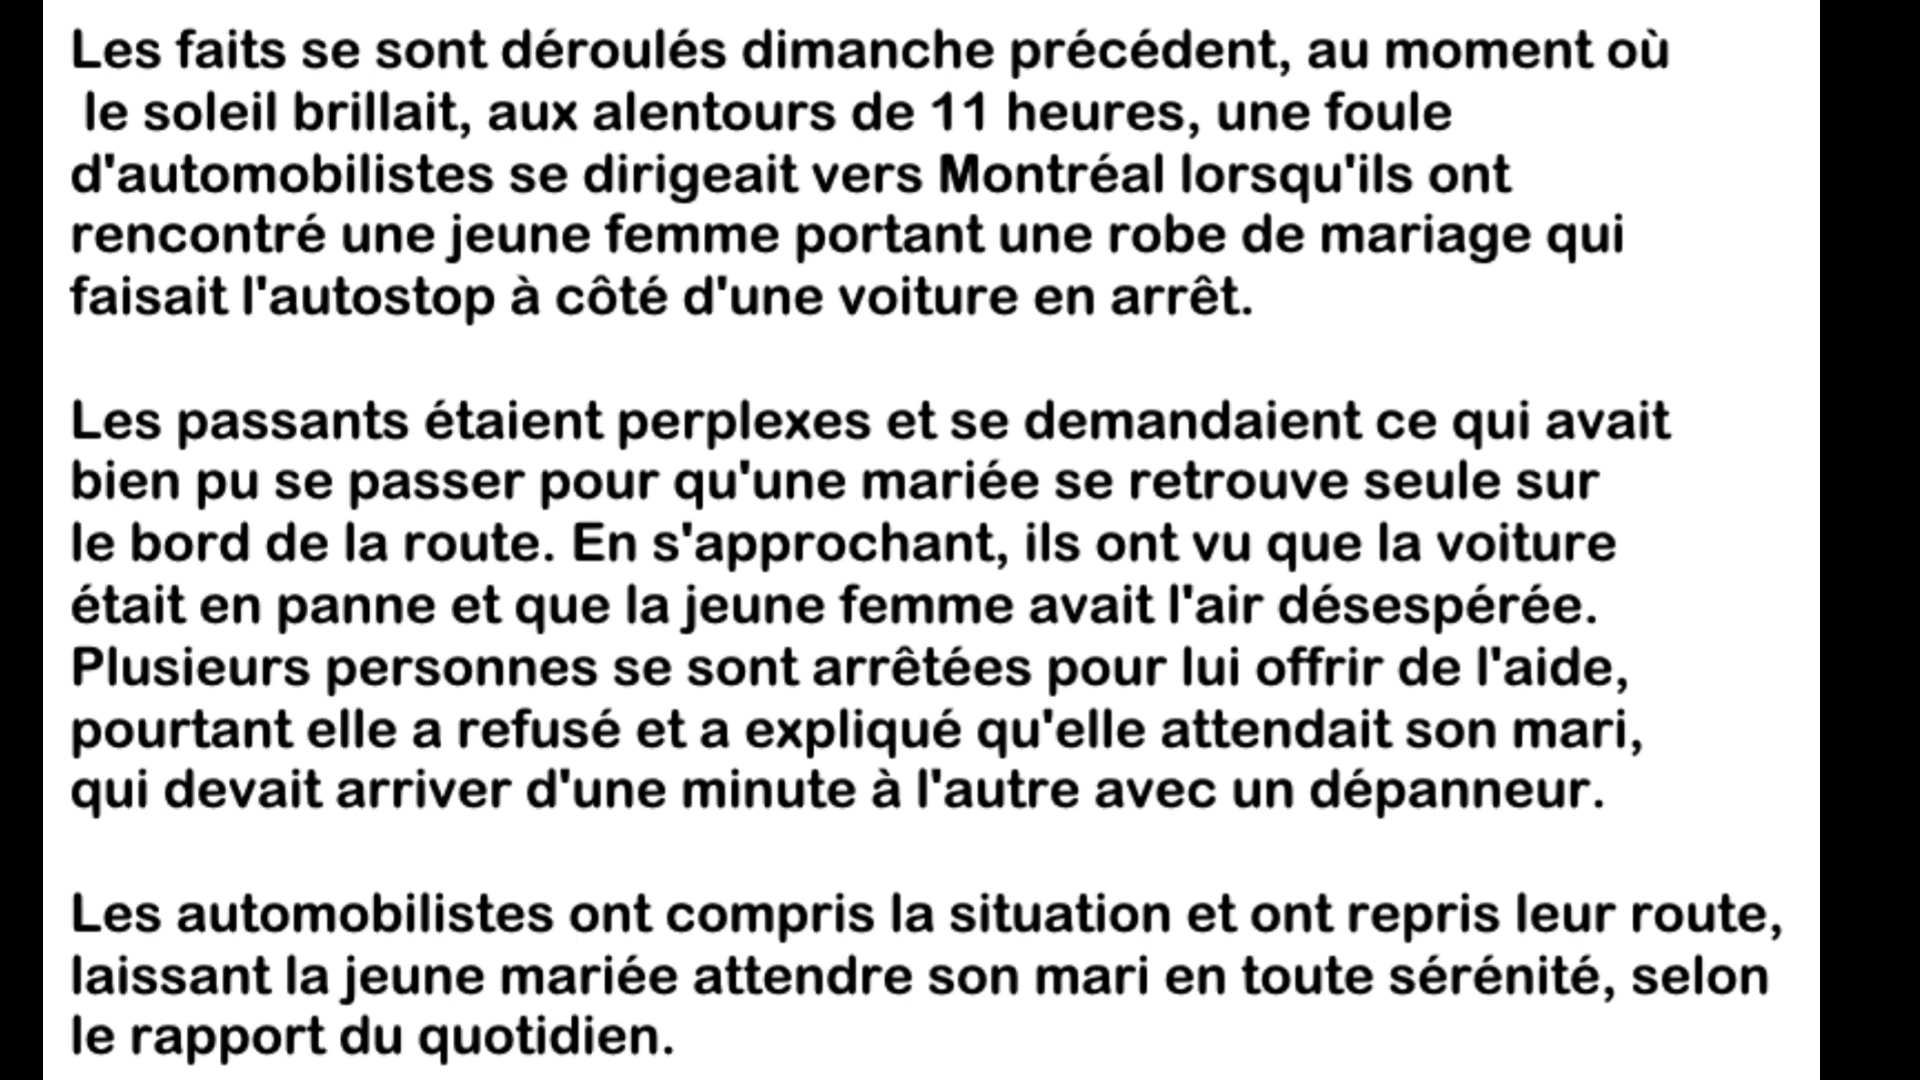 Les faits se sont déroulés dimanche précédent, au moment où
le soleil brillait, aux alentours de 11 heures, une foule
d'automobilistes se dirigeait vers Montréal lorsqu'ils ont
rencontré une jeune femme portant une robe de mariage qui
faisait l'autostop à côté d'une voiture en arrêt.
Les passants étaient perplexes et se demandaient ce qui avait
bien pu se passer pour qu'une mariée se retrouve seule sur
le bord de la route. En s'approchant, ils ont vu que la voiture
était en panne et que la jeune femme avait l'air désespérée.
Plusieurs personnes se sont arrêtées pour lui offrir de l'aide,
pourtant elle a refusé et a expliqué qu'elle attendait son mari,
qui devait arriver d'une minute à l'autre avec un dépanneur.
Les automobilistes ont compris la situation et ont repris leur route,
laissant la jeune mariée attendre son mari en toute sérénité, selon
le rapport du quotidien.